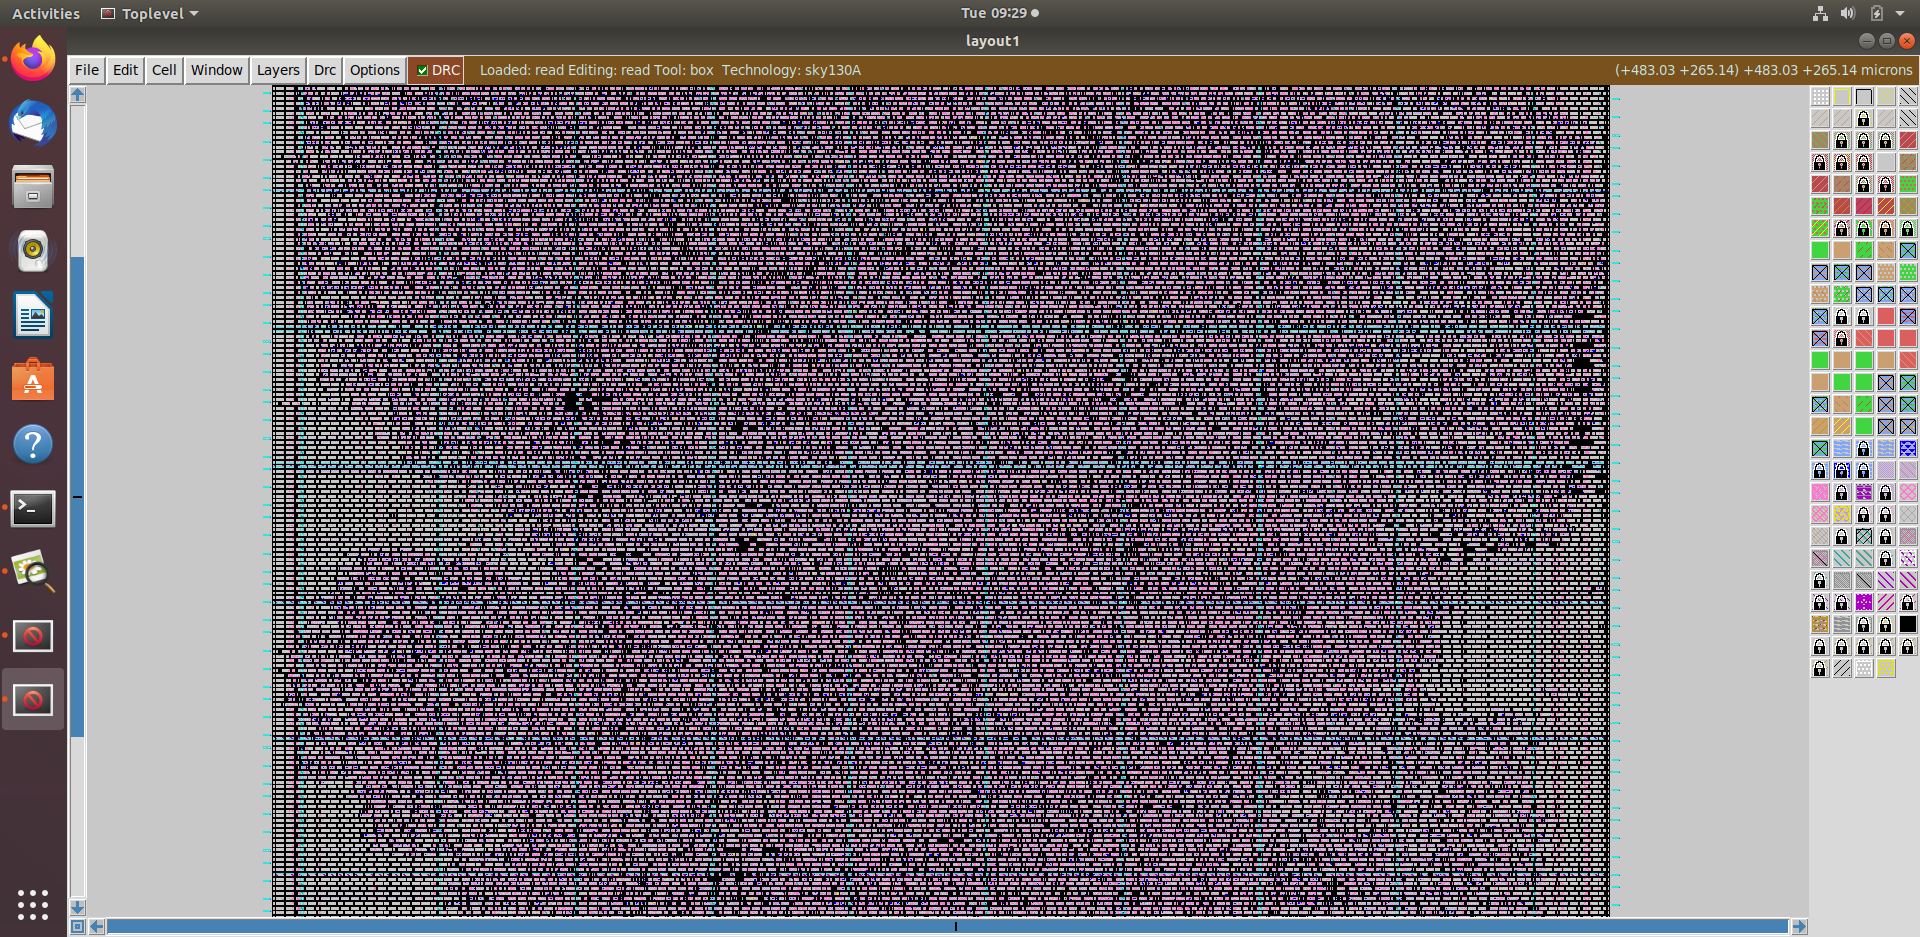 Activities Toplevel Tue 09:29
layout1
File Edit Cell Window Layers Drc Options DRC Loaded: read Editing: read Tool: box Technology: sky130A (+483.03 +265.14) +483.03 +265.14 microns